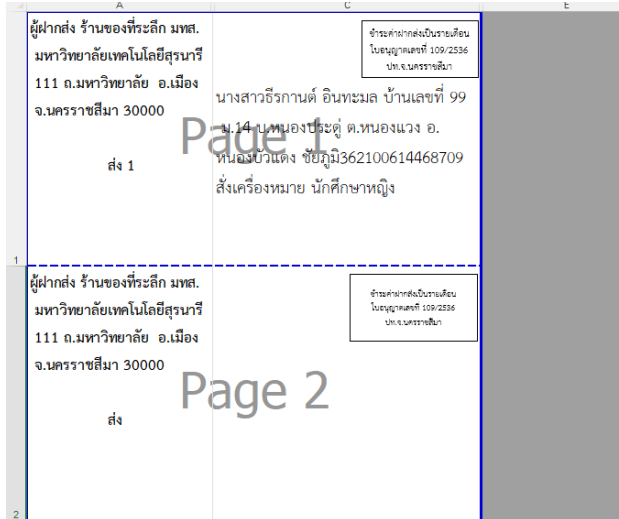 A
C
E
ผู้ฝากส่ง ร้านของที่ระลึก มทส.
มหาวิทยาลัยเทคโนโลยีสุรนารี
111 ถ.มหาวิทยาลัย อ.เมือง
จ.นครราชสีมา 30000
ส่ง 1
ชำระค่าฝากส่งเป็นรายเดือน
ใบอนุญาตเลขที่ 109/2536
ปท.จ.นครราชสีมา
นางสาวธีรกานต์ อินทะมล บ้านเลขที่ 99
ม.14 บ.หนองประดู่ ต.หนองแวง อ.
หนองบัวแดง ชัยภูมิ362100614468709
สั่งเครื่องหมาย นักศึกษาหญิง
Page 1
1
ผู้ฝากส่ง ร้านของที่ระลึก มทส.
มหาวิทยาลัยเทคโนโลยีสุรนารี
111 ถ.มหาวิทยาลัย อ.เมือง
จ.นครราชสีมา 30000
ส่ง
ชำระค่าฝากส่งเป็นรายเดือน
ใบอนุญาตเลขที่ 109/2536
ปท.จ.นครราชสีมา
Page 2
2